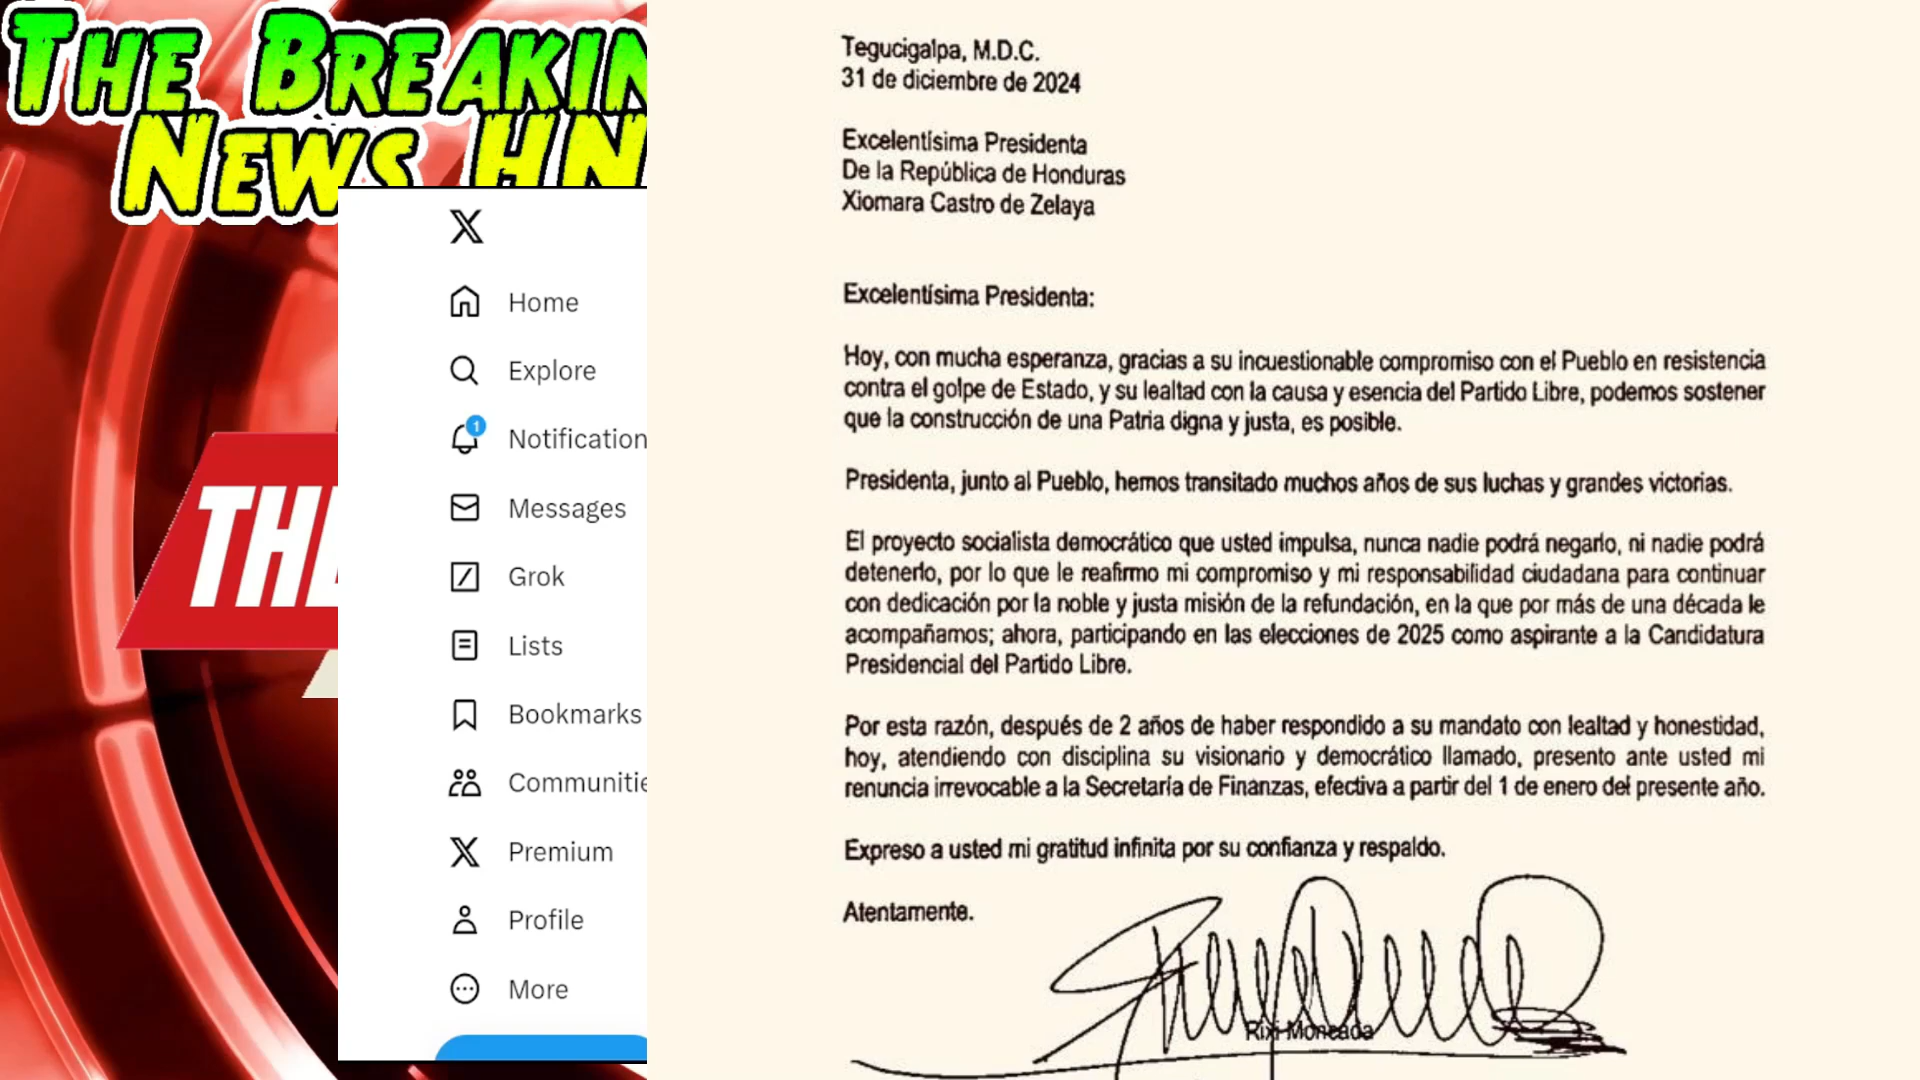 THE BREAKIN
NEWS HN
THE
Home
Explore
1
Notification
Messages
Grok
Lists
Bookmarks
Communitie
Premium
Profile
More
Tegucigalpa, M.D.C.
31 de diciembre de 2024
Excelentísima Presidenta
De la República de Honduras
Xiomara Castro de Zelaya
Excelentísima Presidenta:
Hoy, con mucha esperanza, gracias a su incuestionable compromiso con el Pueblo en resistencia
contra el golpe de Estado, y su lealtad con la causa y esencia del Partido Libre, podemos sostener
que la construcción de una Patria digna y justa, es posible.
Presidenta, junto al Pueblo, hemos transitado muchos años de sus luchas y grandes victorias.
El proyecto socialista democrático que usted impulsa, nunca nadie podrá negarlo, ni nadie podrá
detenerlo, por lo que le reafirmo mi compromiso y mi responsabilidad ciudadana para continuar
con dedicación por la noble y justa misión de la refundación, en la que por más de una década le
acompañamos; ahora, participando en las elecciones de 2025 como aspirante a la Candidatura
Presidencial del Partido Libre.
Por esta razón, después de 2 años de haber respondido a su mandato con lealtad y honestidad,
hoy, atendiendo con disciplina su visionario y democrático llamado, presento ante usted mi
renuncia irrevocable a la Secretaría de Finanzas, efectiva a partir del 1 de enero del presente año.
Expreso a usted mi gratitud infinita por su confianza y respaldo.
Atentamente.
Rixi Moncada